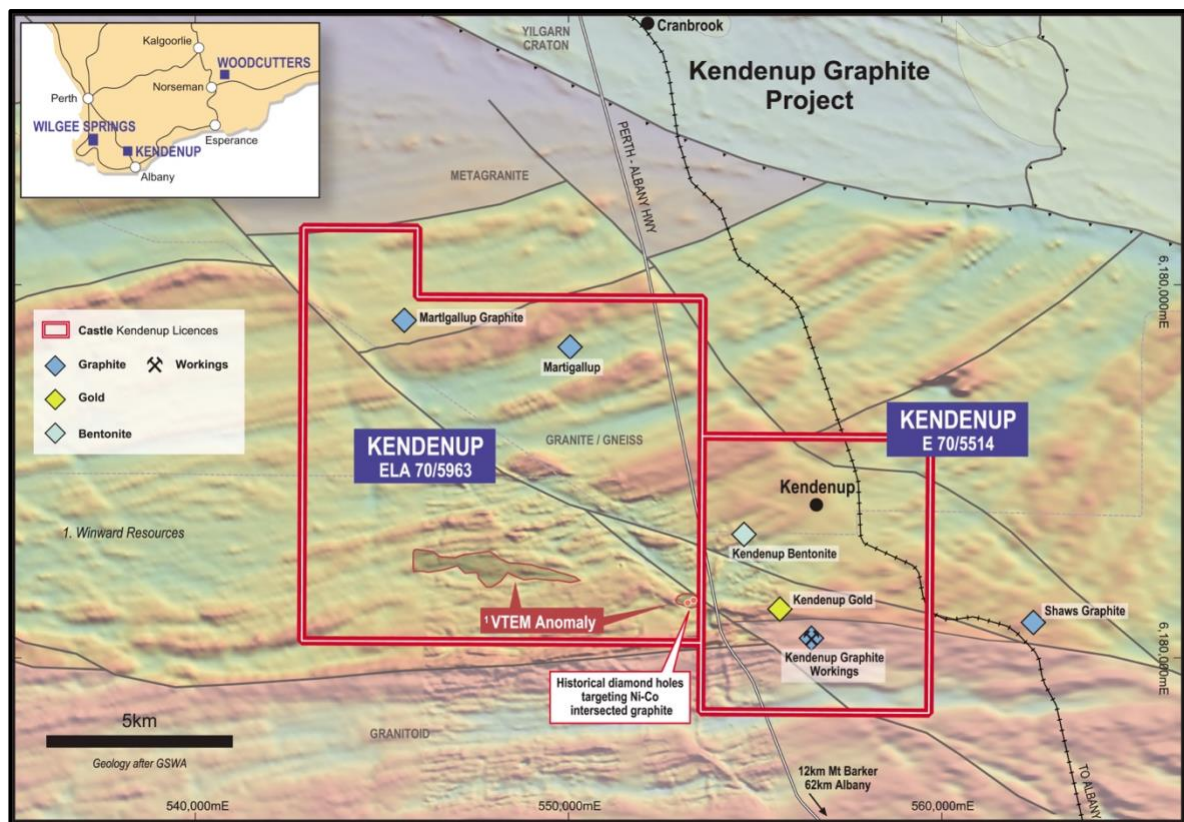 Kalgoorlie
WOODCUTTERS
Norseman
Perth
WILGEE SPRINGS
Esperance
KENDENUP
Albany
YILGARN
CRATON
Cranbrook
Kendenup Graphite
Project
METAGRANITE
PERTH - ALBANY HWY
6,180,000mE
Castle Kendenup Licences
Graphite
Workings
Gold
Bentonite
Martlgallup Graphite
Martigallup
KENDENUP
ELA 70/5963
GRANITE / GNEISS
KENDENUP
E 70/5514
Kendenup
1. Winward Resources
Kendenup Bentonite
Kendenup Gold
Shaws Graphite
1VTEM Anomaly
Kendenup Graphite
Workings
6,180,000mE
Historical diamond holes
targeting Ni-Co
intersected graphite
5km
Geology after GSWA
GRANITOID
12km Mt Barker
62km Albany
TO ALBANY
540,000mE
550,000mE
560,000mE